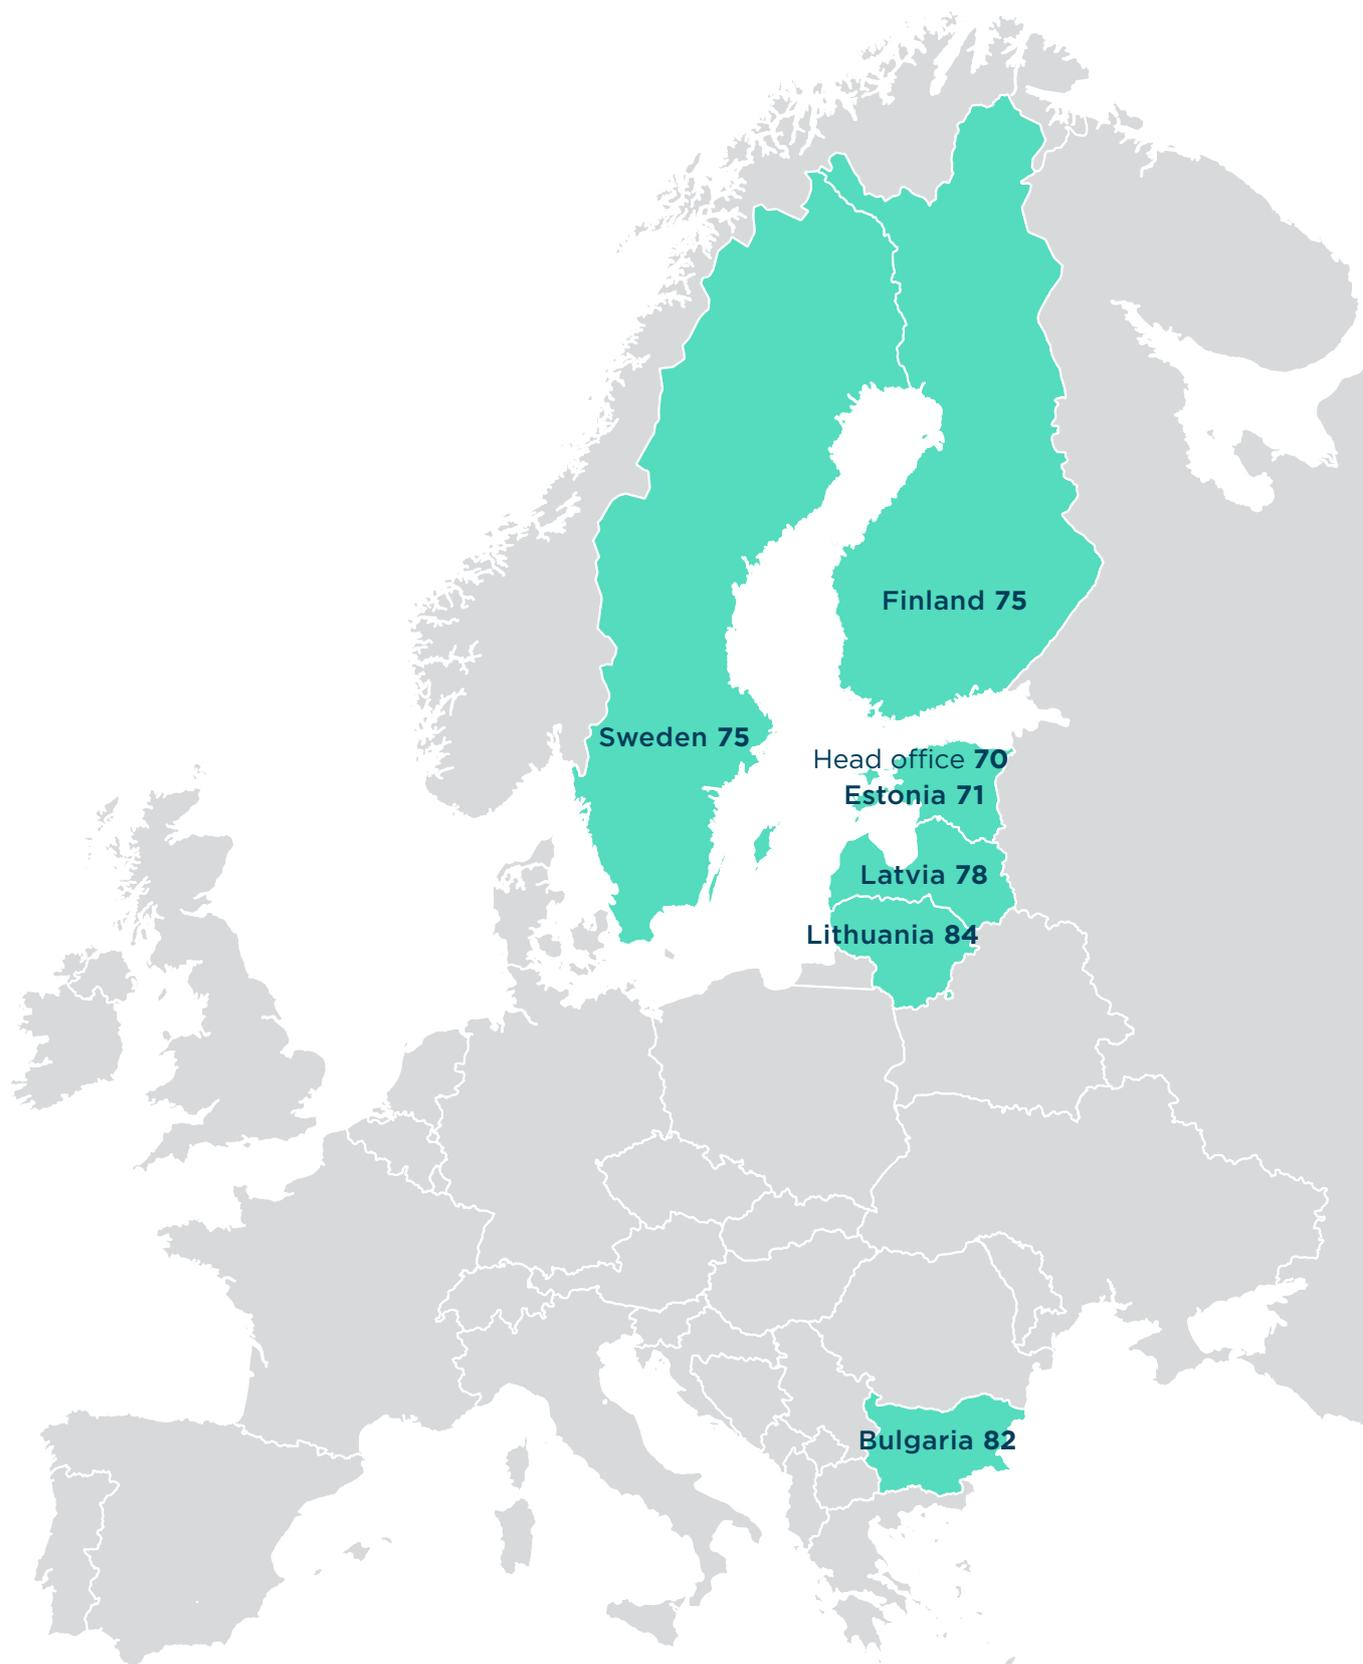 Finland 75
Sweden 75
Head office 70
Estonia 71
Latvia 78
Lithuania 84
Bulgaria 82